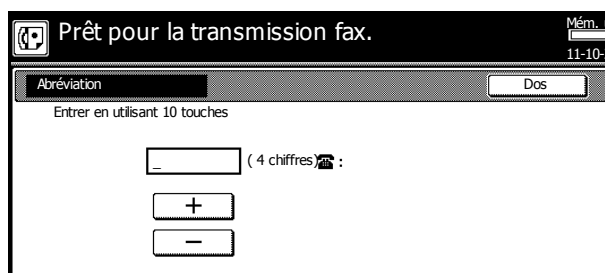 Prêt pour la transmission fax.
Mém.
11-10-
Abréviation
Dos
Entrer en utilisant 10 touches
_ ( 4 chiffres)☎ :
+
−